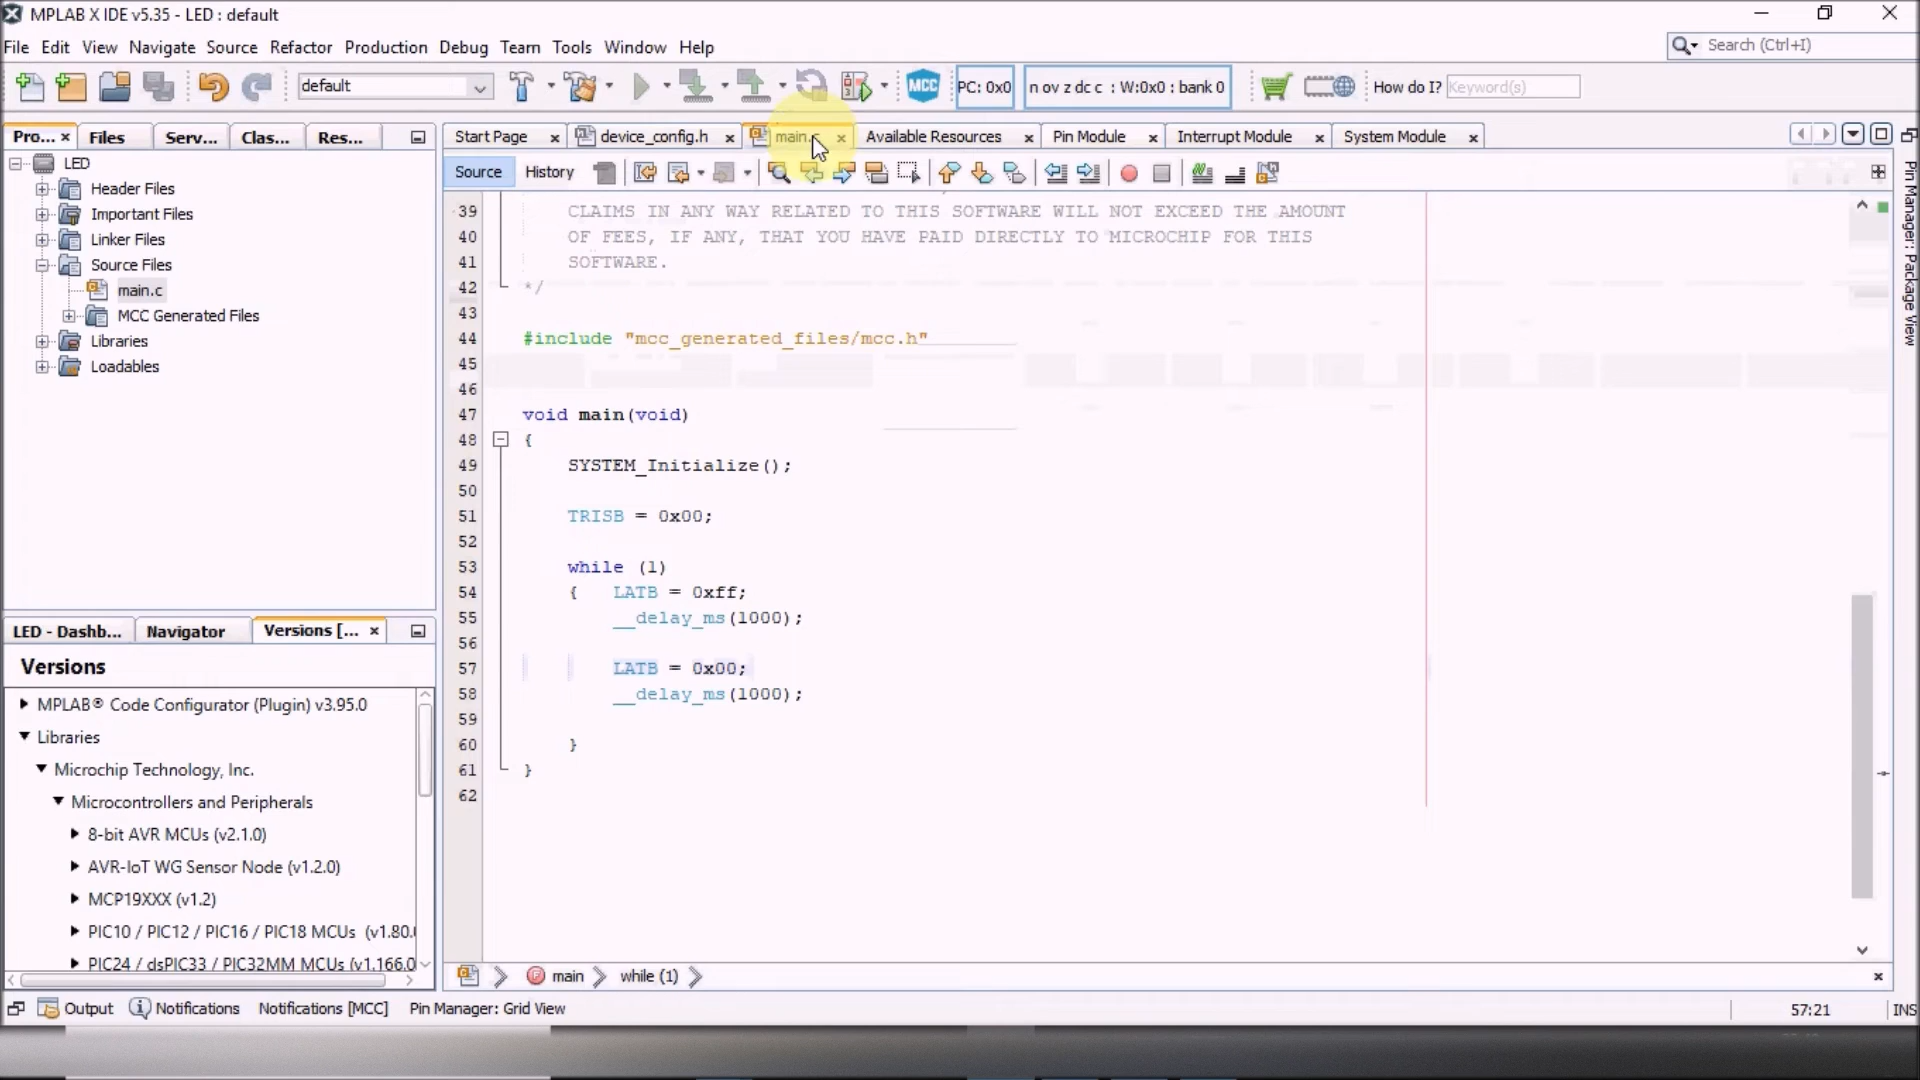 MPLAB X IDE v5.35 - LED : default
File Edit View Navigate Source Refactor Production Debug Team Tools Window Help
Search (Ctrl+I)
default
MCC
PC: 0x0
n ov z dc c : W:0x0 : bank 0
How do I? Keyword(s)
Pro... Files Serv... Clas... Res...
Start Page device_config.h main.c Available Resources Pin Module Interrupt Module System Module
Source History
LED
Header Files
Important Files
Linker Files
Source Files
main.c
MCC Generated Files
Libraries
Loadables
39 CLAIMS IN ANY WAY RELATED TO THIS SOFTWARE WILL NOT EXCEED THE AMOUNT
40 OF FEES, IF ANY, THAT YOU HAVE PAID DIRECTLY TO MICROCHIP FOR THIS
41 SOFTWARE.
42 */
43
44 #include "mcc_generated_files/mcc.h"
45
46
47 void main(void)
48 {
49 SYSTEM_Initialize();
50
51 TRISB = 0x00;
52
53 while (1)
54 { LATB = 0xff;
55 __delay_ms(1000);
56
57 LATB = 0x00;
58 __delay_ms(1000);
59
60 }
61 }
62
Pin Manager: Package View
LED - Dashb... Navigator Versions [...
Versions
MPLAB® Code Configurator (Plugin) v3.95.0
Libraries
Microchip Technology, Inc.
Microcontrollers and Peripherals
8-bit AVR MCUs (v2.1.0)
AVR-IoT WG Sensor Node (v1.2.0)
MCP19XXX (v1.2)
PIC10 / PIC12 / PIC16 / PIC18 MCUs (v1.80.
PIC24 / dsPIC33 / PIC32MM MCUs (v1.166.0
main while (1)
Output Notifications Notifications [MCC] Pin Manager: Grid View
57:21 INS